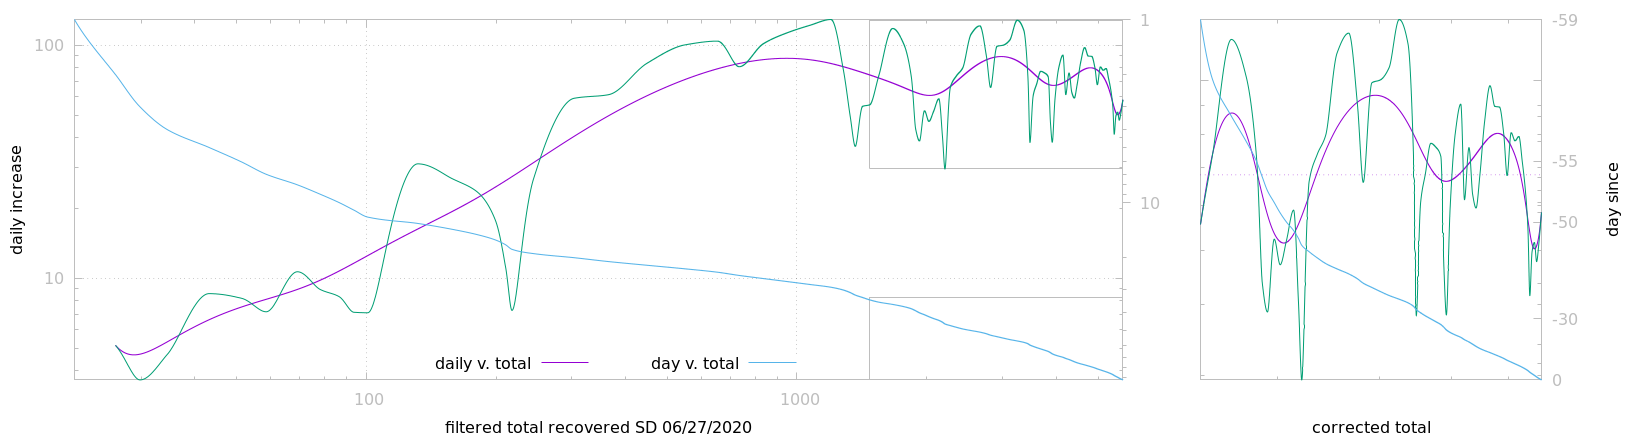 1
-59
100
daily increase
-55
day since
10
-50
10
-30
daily v. total
day v. total
0
100
1000
filtered total recovered SD 06/27/2020
corrected total